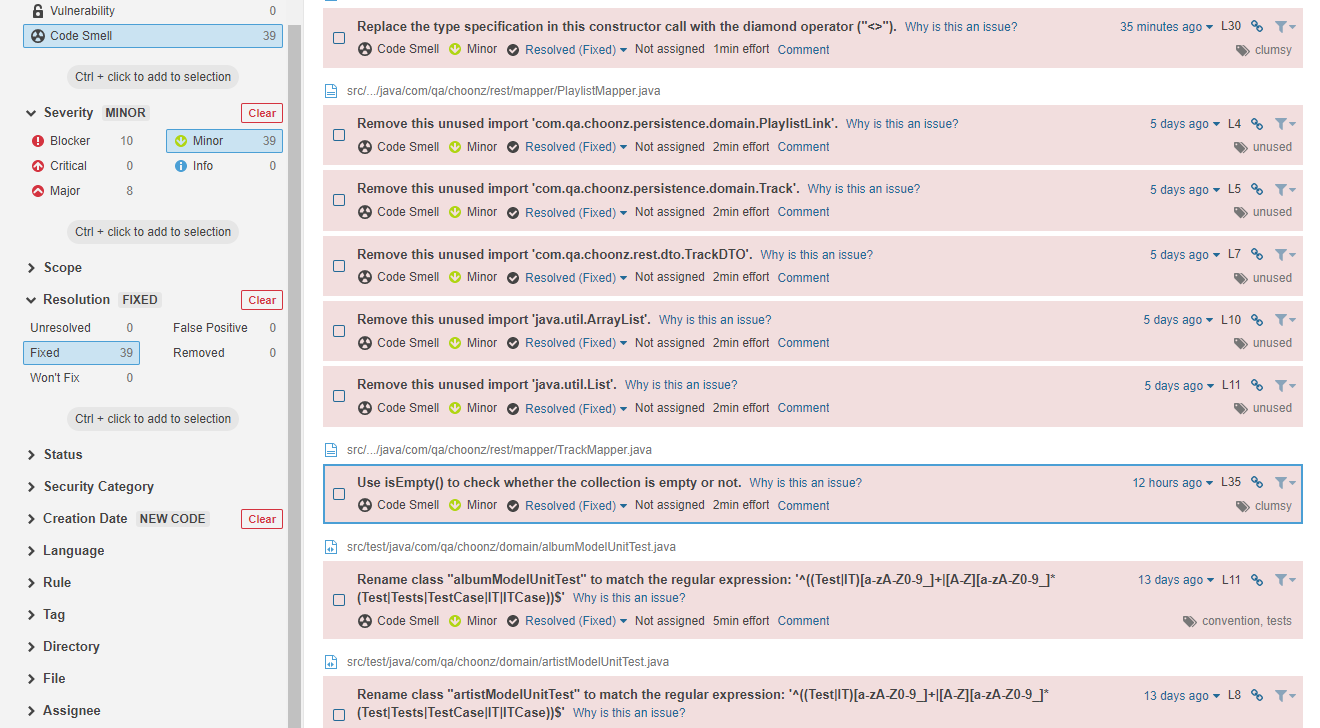 Vulnerability 0
Code Smell 39
Ctrl + click to add to selection
Severity MINOR Clear
Blocker 10 Minor 39
Critical 0 Info 0
Major 8
Ctrl + click to add to selection
Scope
Resolution FIXED Clear
Unresolved 0 False Positive 0
Fixed 39 Removed 0
Won't Fix 0
Ctrl + click to add to selection
Status
Security Category
Creation Date NEW CODE Clear
Language
Rule
Tag
Directory
File
Assignee
Replace the type specification in this constructor call with the diamond operator ("<>"). Why is this an issue? 35 minutes ago L30
Code Smell Minor Resolved (Fixed) Not assigned 1min effort Comment clumsy
src/.../java/com/qa/choonz/rest/mapper/PlaylistMapper.java
Remove this unused import 'com.qa.choonz.persistence.domain.PlaylistLink'. Why is this an issue? 5 days ago L4
Code Smell Minor Resolved (Fixed) Not assigned 2min effort Comment unused
Remove this unused import 'com.qa.choonz.persistence.domain.Track'. Why is this an issue? 5 days ago L5
Code Smell Minor Resolved (Fixed) Not assigned 2min effort Comment unused
Remove this unused import 'com.qa.choonz.rest.dto.TrackDTO'. Why is this an issue? 5 days ago L7
Code Smell Minor Resolved (Fixed) Not assigned 2min effort Comment unused
Remove this unused import 'java.util.ArrayList'. Why is this an issue? 5 days ago L10
Code Smell Minor Resolved (Fixed) Not assigned 2min effort Comment unused
Remove this unused import 'java.util.List'. Why is this an issue? 5 days ago L11
Code Smell Minor Resolved (Fixed) Not assigned 2min effort Comment unused
src/.../java/com/qa/choonz/rest/mapper/TrackMapper.java
Use isEmpty() to check whether the collection is empty or not. Why is this an issue? 12 hours ago L35
Code Smell Minor Resolved (Fixed) Not assigned 2min effort Comment clumsy
src/test/java/com/qa/choonz/domain/albumModelUnitTest.java
Rename class "albumModelUnitTest" to match the regular expression: '^((Test|IT)[a-zA-Z0-9_]+|[A-Z][a-zA-Z0-9_]* 13 days ago L11
(Test|Tests|TestCase|IT|ITCase))$' Why is this an issue?
Code Smell Minor Resolved (Fixed) Not assigned 5min effort Comment convention, tests
src/test/java/com/qa/choonz/domain/artistModelUnitTest.java
Rename class "artistModelUnitTest" to match the regular expression: '^((Test|IT)[a-zA-Z0-9_]+|[A-Z][a-zA-Z0-9_]* 13 days ago L8
(Test|Tests|TestCase|IT|ITCase))$' Why is this an issue?